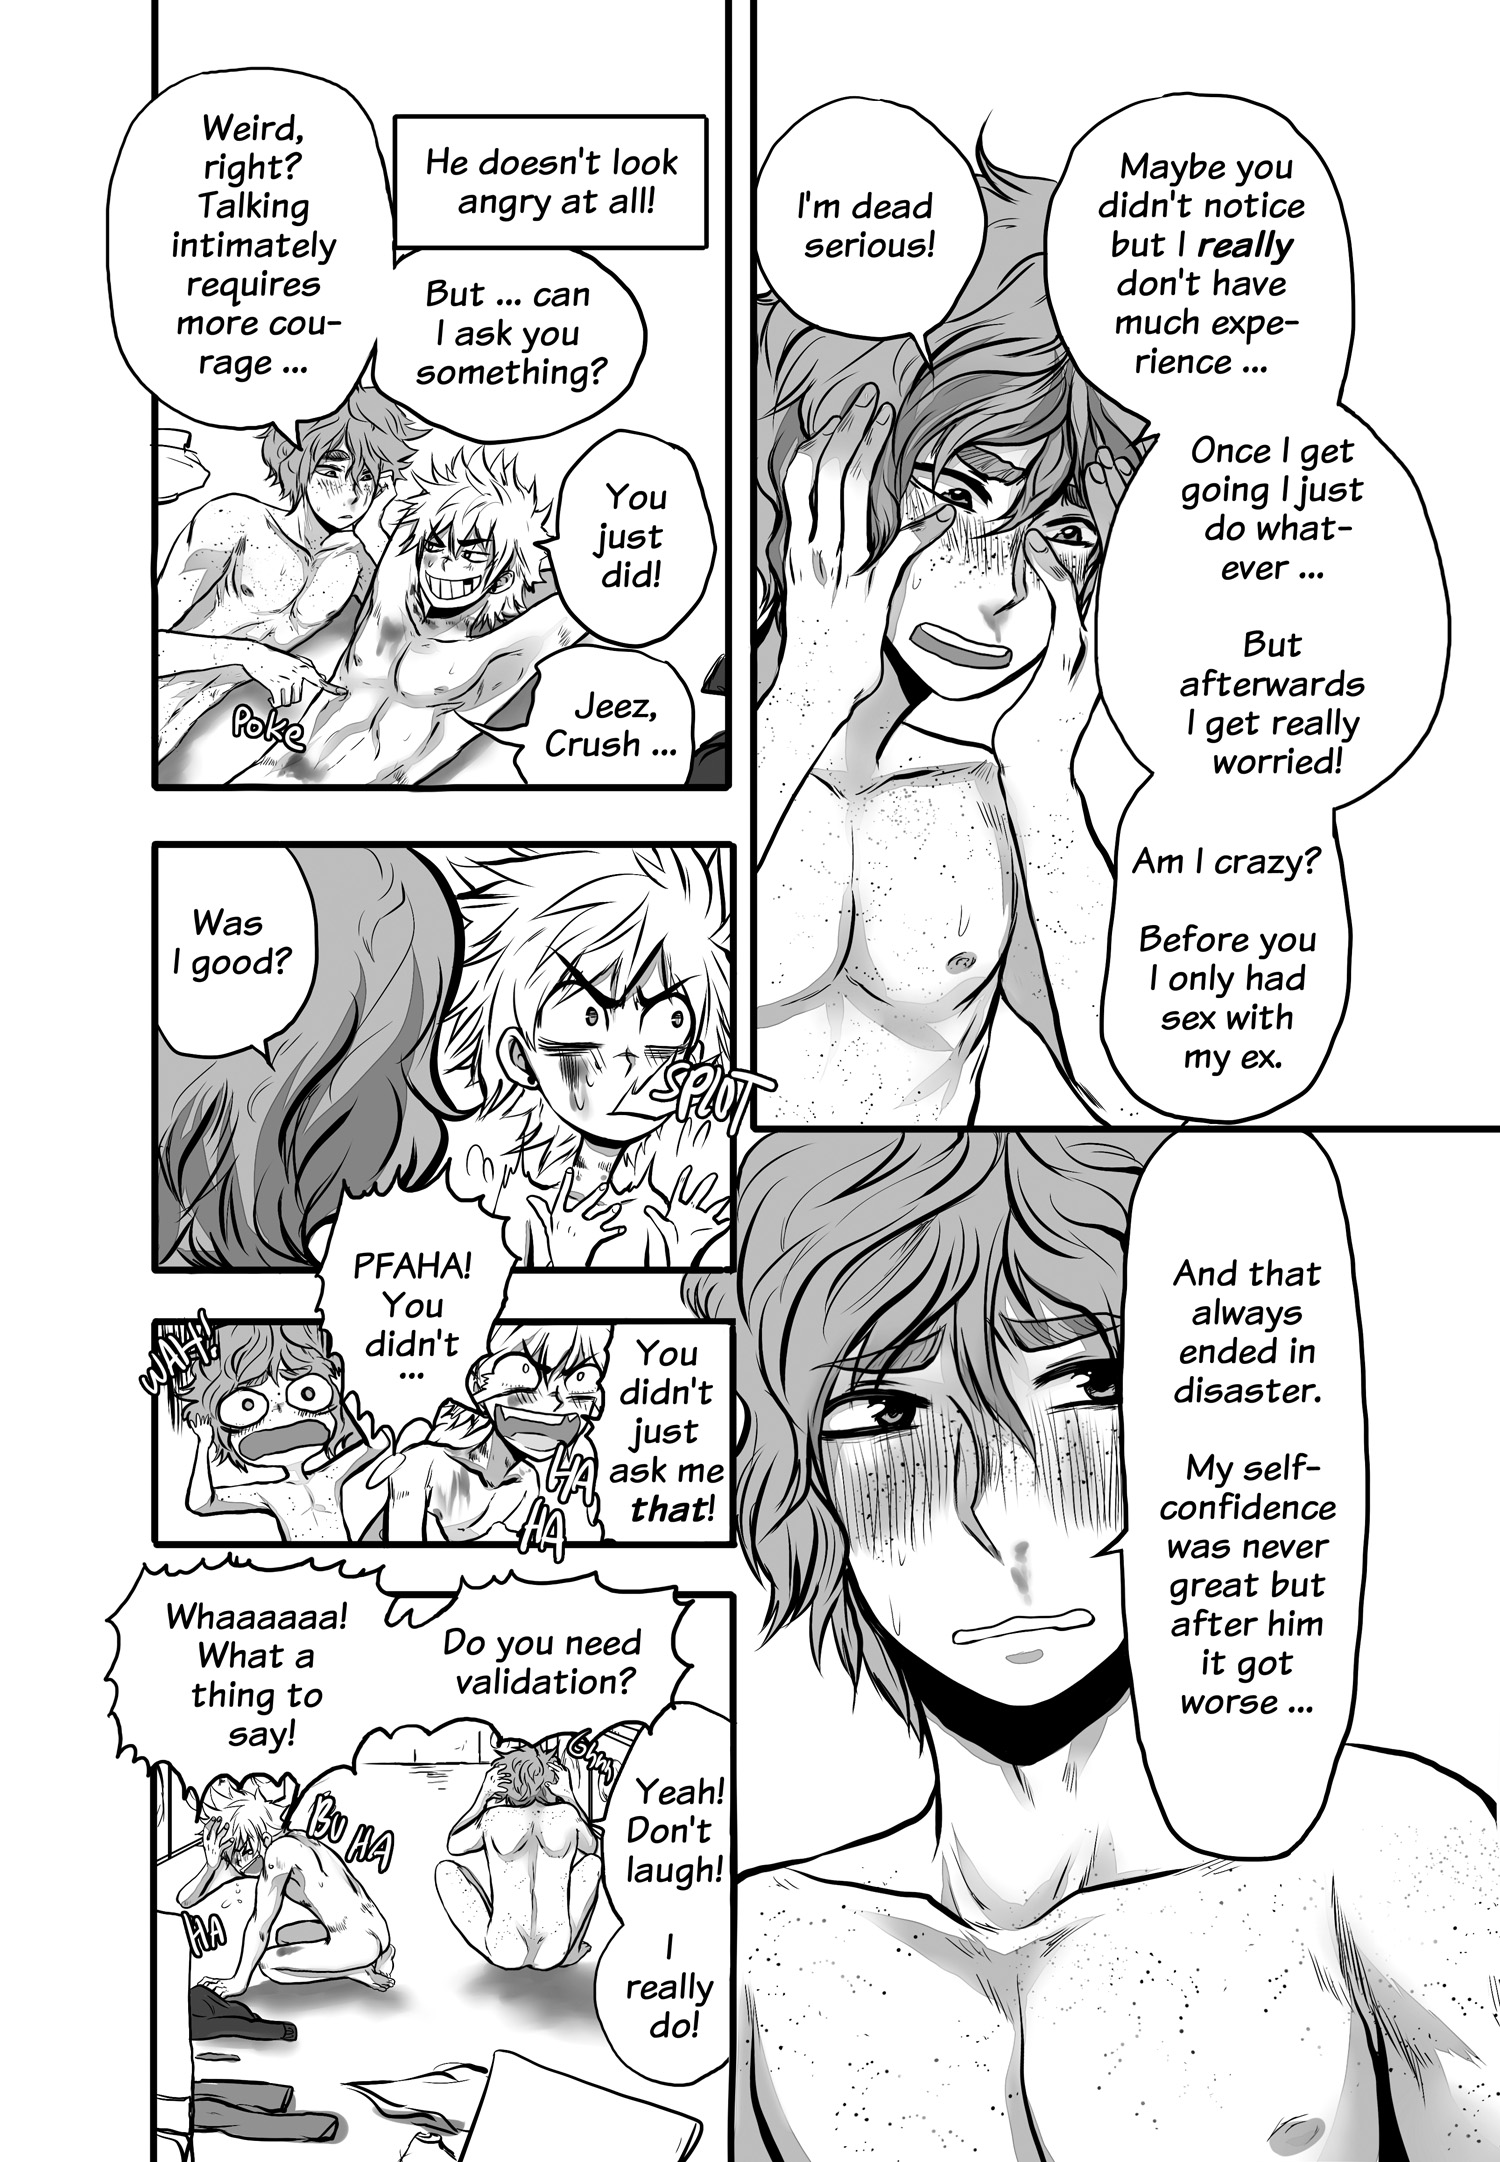 Weird,
right?
Talking
intimately
requires
more cou-
rage ...
He doesn't look
angry at all!
But ... can
I ask you
something?
You
just
did!
Jeez,
Crush ...
POKE
Was
I good?
SPLOT
PFAHA!
You
didn't
...
WAH!
You
didn't
just
ask me
that!
HA
HA
Whaaaaaa!
What a
thing to
say!
Do you need
validation?
Ghnn
Yeah!
Don't
laugh!
I
really
do!
BU HA
HA
I'm dead
serious!
Maybe you
didn't notice
but I really
don't have
much expe-
rience ...
Once I get
going I just
do what-
ever ...
But
afterwards
I get really
worried!
Am I crazy?
Before you
I only had
sex with
my ex.
And that
always
ended in
disaster.
My self-
confidence
was never
great but
after him
it got
worse ...